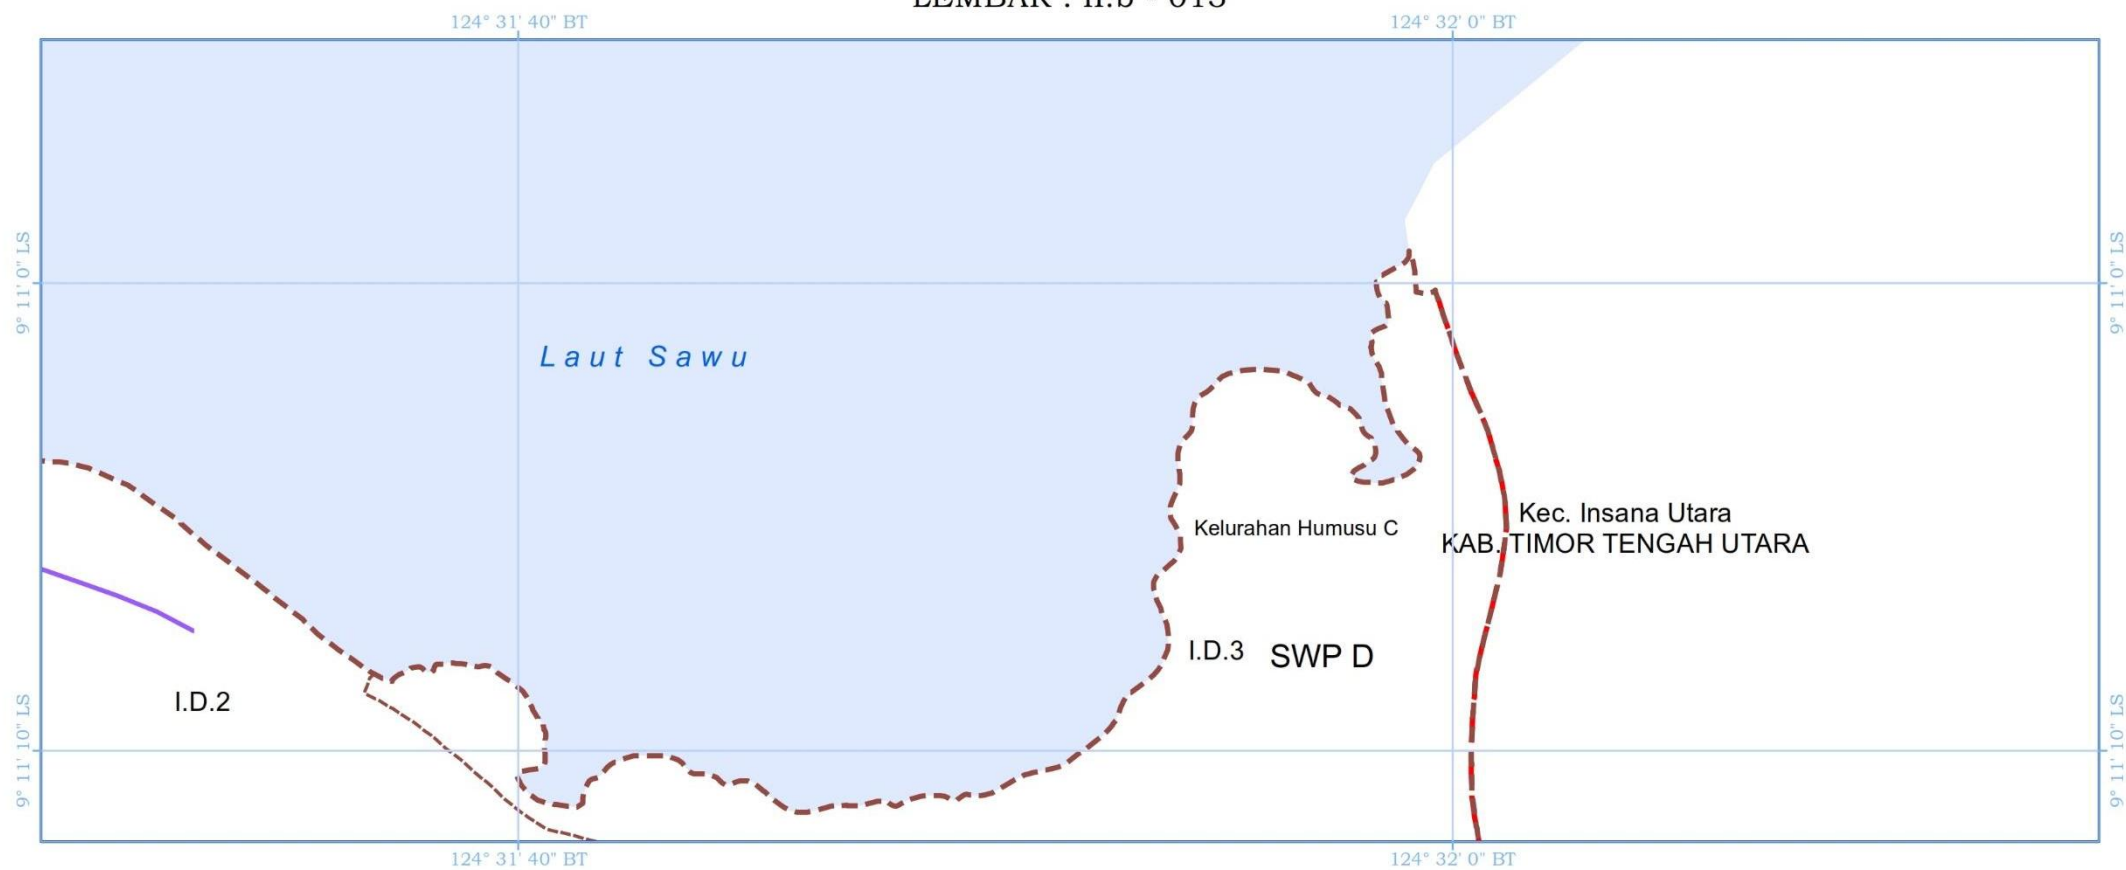 LEMBAR : II.b - 013
124° 31' 40" BT
124° 32' 0" BT
9° 11' 0" LS
9° 11' 0" LS
Laut Sawu
Kelurahan Humusu C
Kec. Insana Utara
KAB. TIMOR TENGAH UTARA
I.D.3
SWP D
I.D.2
9° 11' 10" LS
9° 11' 10" LS
124° 31' 40" BT
124° 32' 0" BT